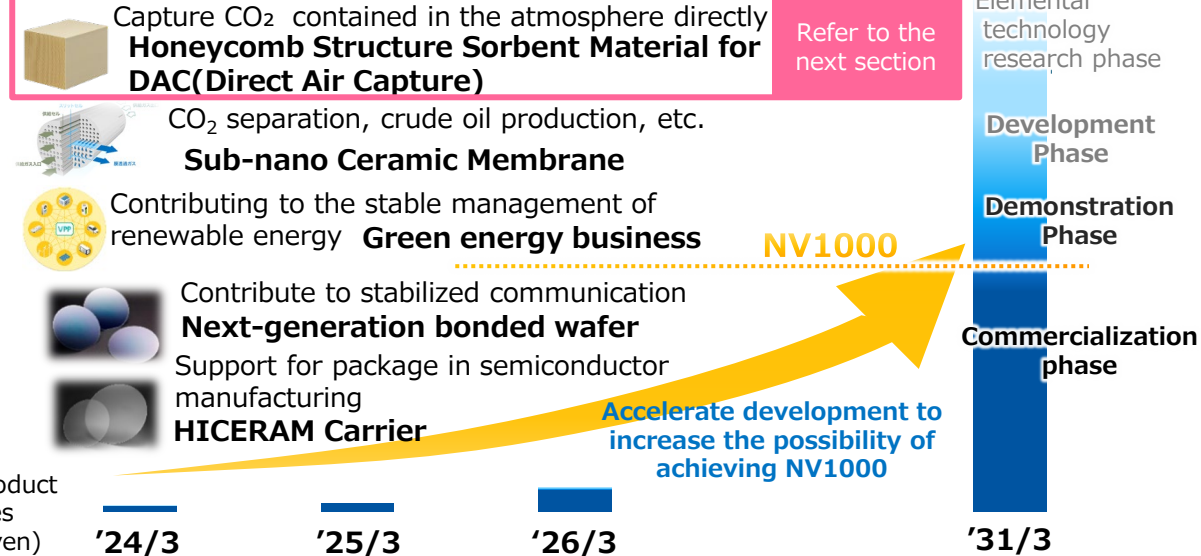 Capture CO₂ contained in the atmosphere directly
Honeycomb Structure Sorbent Material for
DAC(Direct Air Capture)
Refer to the
next section
Elemental
technology
research phase
CO₂ separation, crude oil production, etc.
Sub-nano Ceramic Membrane
Development
Phase
VPP
Contributing to the stable management of
renewable energy Green energy business
Demonstration
Phase
NV1000
Contribute to stabilized communication
Next-generation bonded wafer
Commercialization
phase
Support for package in semiconductor
manufacturing
HICERAM Carrier
Accelerate development to
increase the possibility of
achieving NV1000
'24/3
'25/3
‘26/3
'31/3